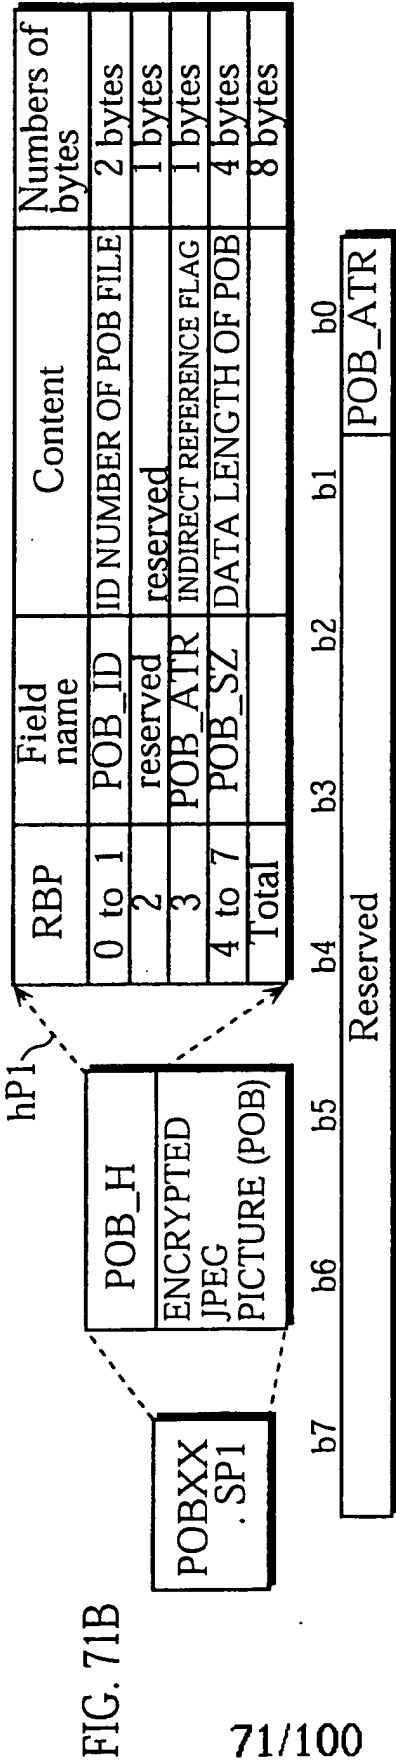 FIG. 71B
POBXX
. SP1
POB_H
ENCRYPTED
JPEG
PICTURE (POB)
hP1
RBP Field name Content Numbers of bytes
0 to 1 POB_ID ID NUMBER OF POB FILE 2 bytes
2 reserved reserved 1 bytes
3 POB_ATR INDIRECT REFERENCE FLAG 1 bytes
4 to 7 POB_SZ DATA LENGTH OF POB 4 bytes
Total 8 bytes
b7 b6 b5 b4 b3 b2 b1 b0
Reserved POB_ATR
71/100